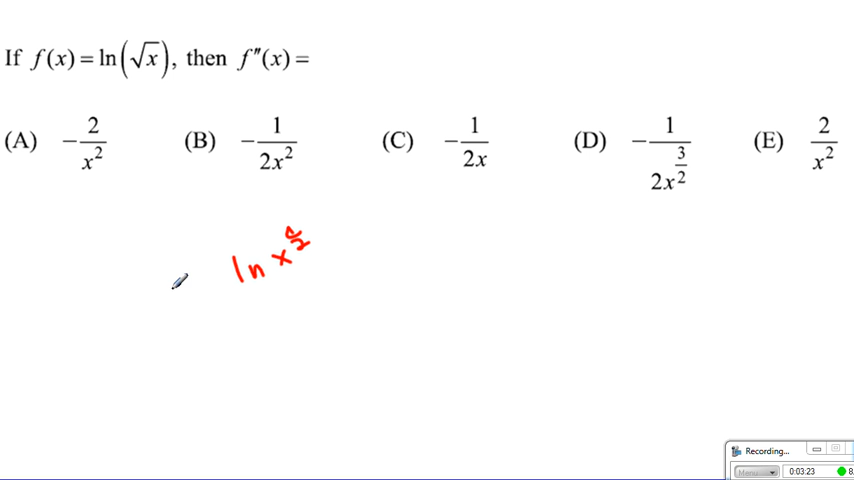 If f(x) = ln(√x), then f″(x) =
(A) −2/x² (B) −1/(2x²) (C) −1/(2x) (D) −1/(2x^(3/2)) (E) 2/x²
ln x^(1/2)
Recording...
Menu 0:03:23 8.